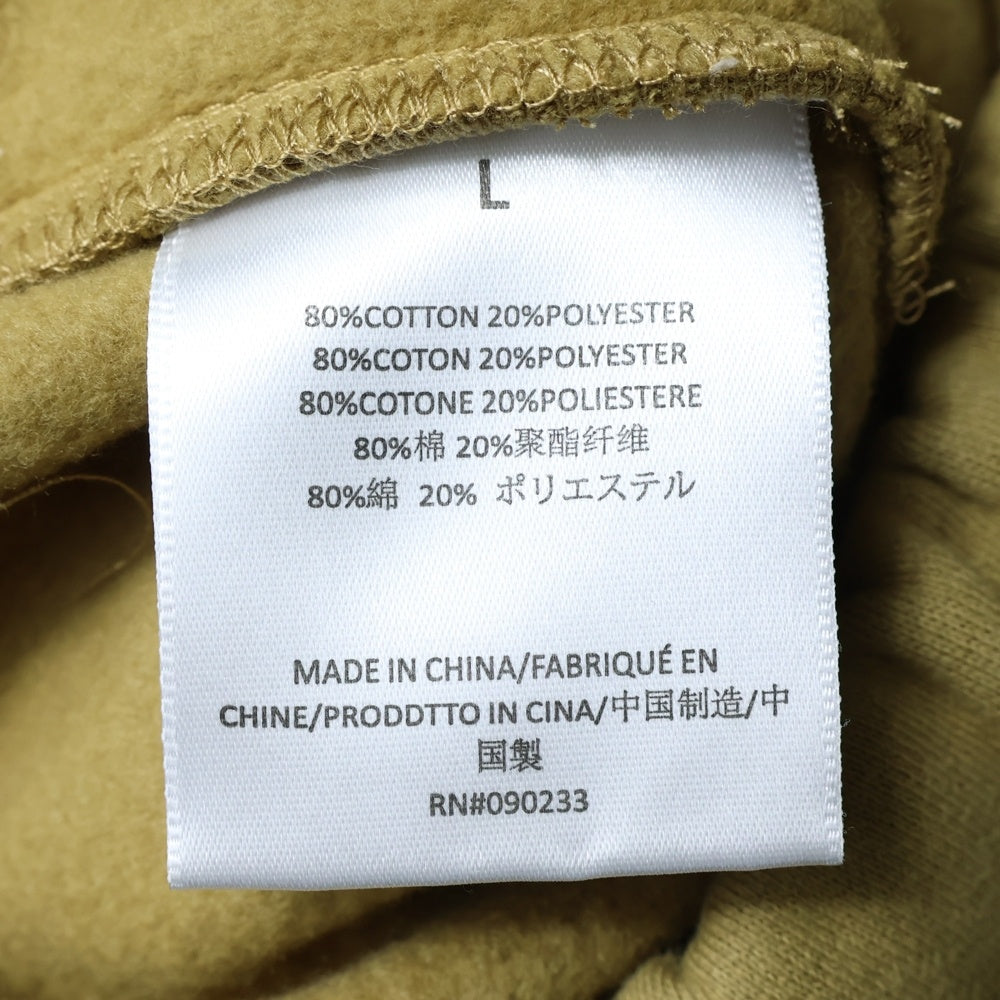 L
80%COTTON 20%POLYESTER
80%COTON 20%POLYESTER
80%COTONE 20%POLIESTERE
80%棉 20%聚酯纤维
80%綿 20% ポリエステル
MADE IN CHINA/FABRIQUÉ EN
CHINE/PRODDTTO IN CINA/中国制造/中
国製
RN#090233